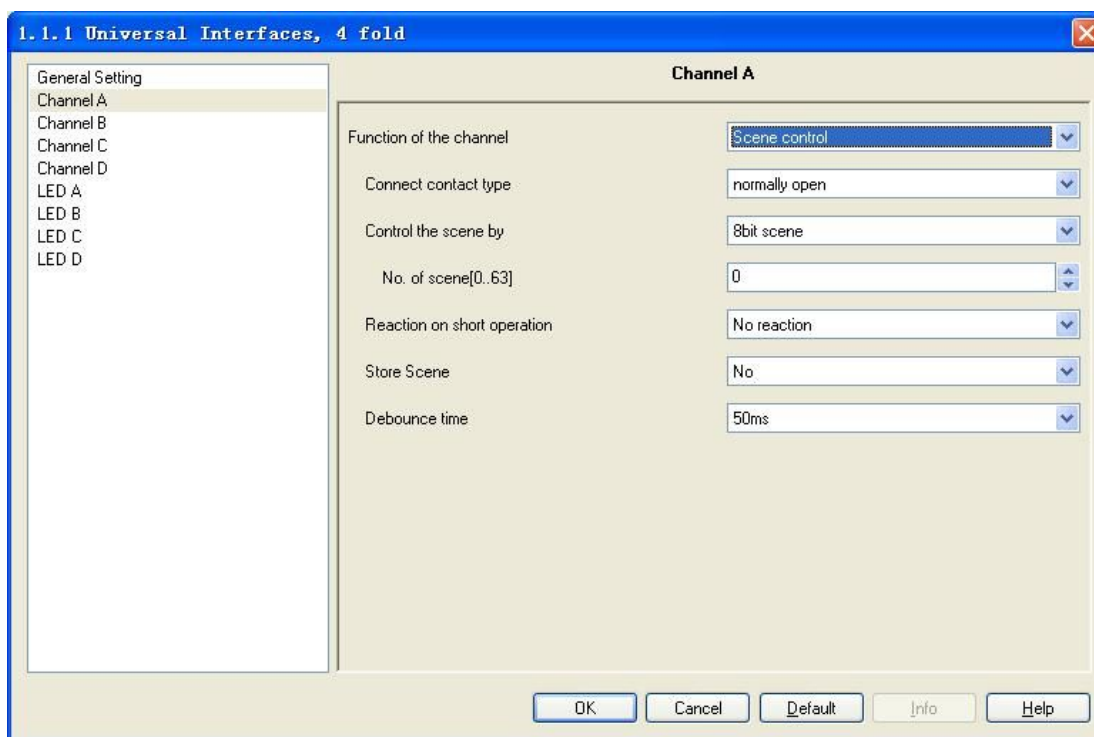 1.1.1 Universal Interfaces, 4 fold
General Setting
Channel A
Channel B
Channel C
Channel D
LED A
LED B
LED C
LED D
Channel A
Function of the channel Scene control
Connect contact type normally open
Control the scene by 8bit scene
No. of scene[0..63] 0
Reaction on short operation No reaction
Store Scene No
Debounce time 50ms
OK Cancel Default Info Help